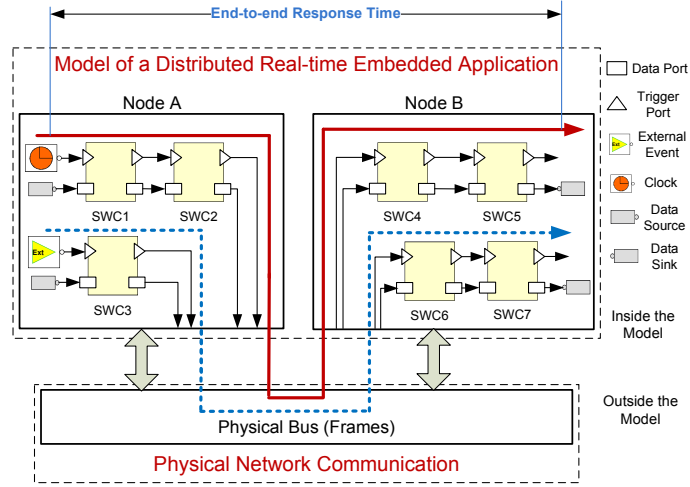 End-to-end Response Time
Model of a Distributed Real-time Embedded Application
Node A
Node B
SWC1
SWC2
SWC4
SWC5
Ext
SWC3
SWC6
SWC7
Data Port
Trigger
Port
Ext
External
Event
Clock
Data
Source
Data
Sink
Inside the
Model
Outside the
Model
Physical Bus (Frames)
Physical Network Communication